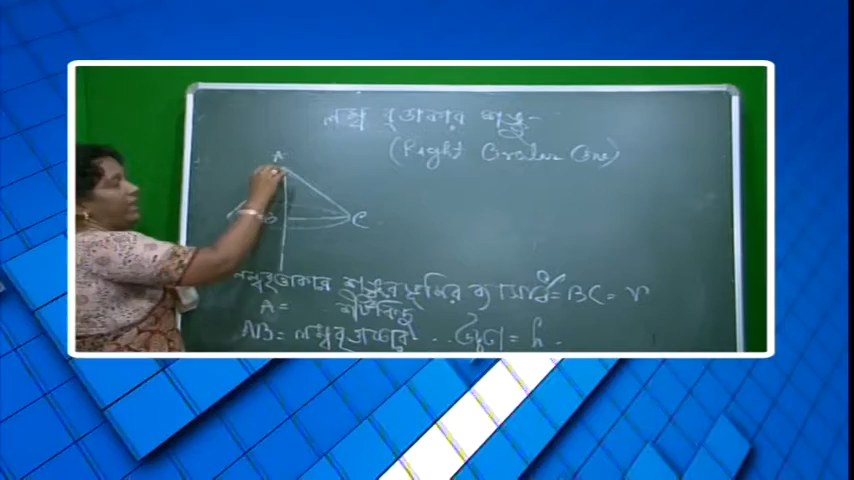 লম্ব বৃত্তাকার শঙ্কু-
(Right Circular Cone)
A
B
C
লম্ববৃত্তাকার শঙ্কুর ভূমির ব্যাসার্ধ = BC = r
A = শীর্ষবিন্দু
AB = লম্ববৃত্তাকার .. উচ্চতা = h.